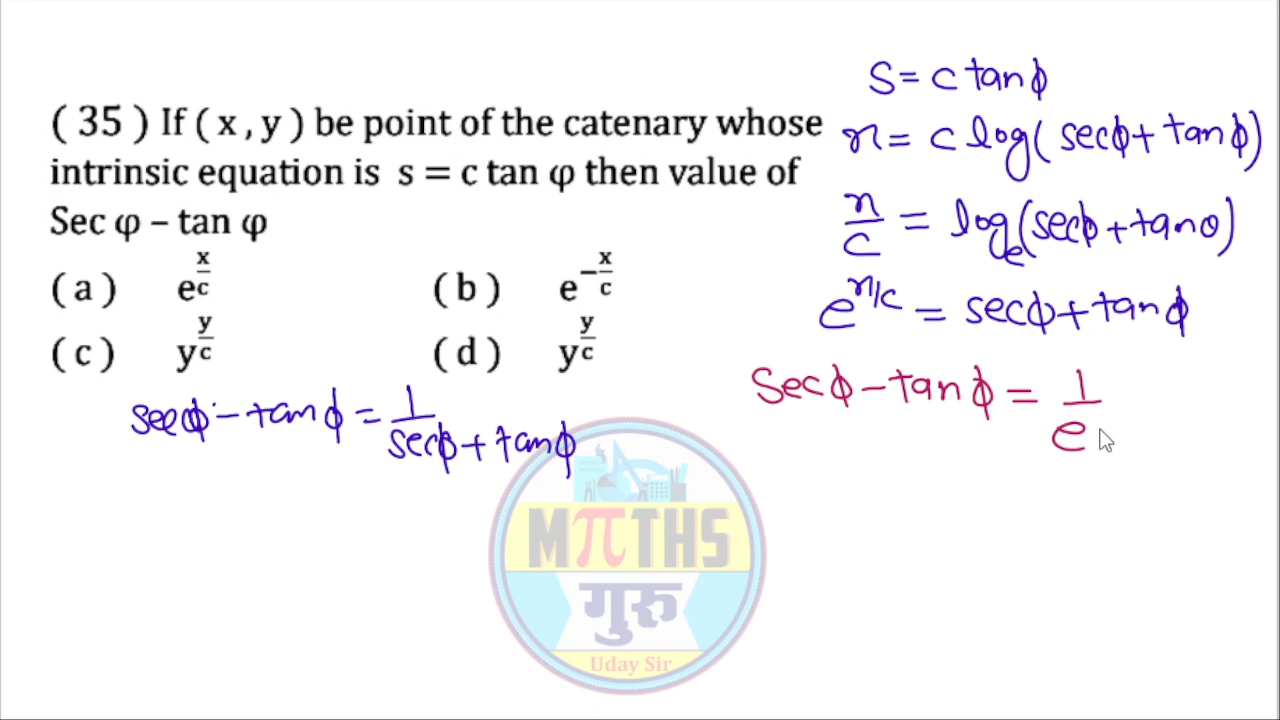 ( 35 ) If ( x , y ) be point of the catenary whose
intrinsic equation is s = c tan φ then value of
Sec φ – tan φ
( a ) e^(x/c) ( b ) e^(-x/c)
( c ) y^(y/c) ( d ) y^(y/c)
secϕ - tanϕ = 1/(secϕ + tanϕ)
S = c tanϕ
x = c log(secϕ + tanϕ)
x/c = log_e(secϕ + tanθ)
e^(x/c) = secϕ + tanϕ
Secϕ - tanϕ = 1/e
MπTHS
गुरु
Uday Sir